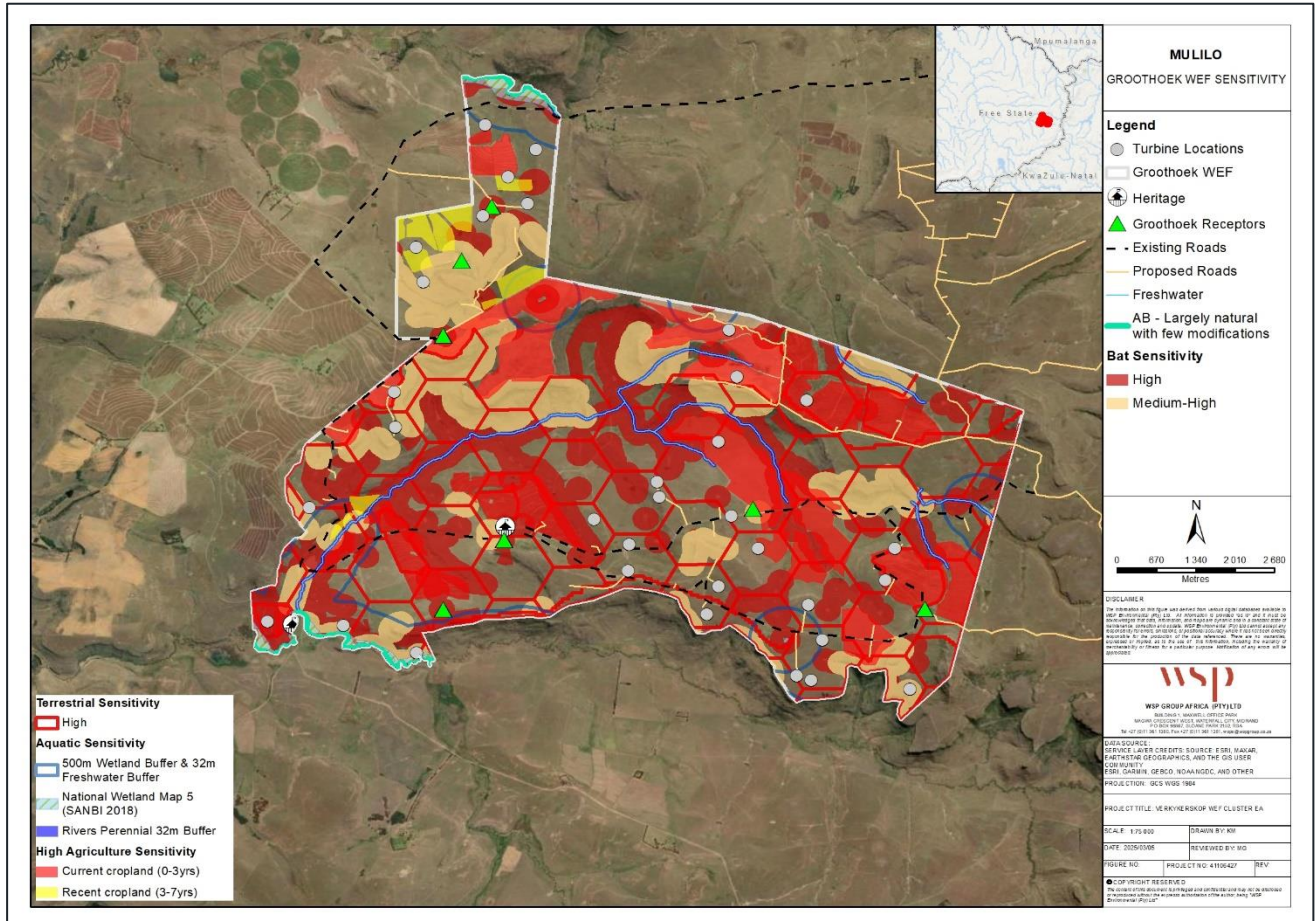 Mpumalanga
Free State
KwaZulu-Natal
MULILO
GROOTHOEK WEF SENSITIVITY
Legend
Turbine Locations
Groothoek WEF
Heritage
Groothoek Receptors
Existing Roads
Proposed Roads
Freshwater
AB - Largely natural
with few modifications
Bat Sensitivity
High
Medium-High
N
0 670 1 340 2 010 2 680
Metres
DISCLAIMER
wsp
WSP GROUP AFRICA (PTY) LTD
DATA SOURCE:
SERVICE LAYER CREDITS: SOURCE: ESRI, MAXAR,
EARTHSTAR GEOGRAPHICS, AND THE GIS USER
COMMUNITY
ESRI, GARMIN, GEBCO, NOAA NGDC, AND OTHER
PROJECTION: GCS WGS 1984
PROJECT TITLE: VERKYKERSKOP WEF CLUSTER EA
SCALE: 1:75 000 DRAWN BY: KM
DATE: 2025/03/05 REVIEWED BY: MO
FIGURE NO: PROJECT NO: 41106427 REV:
COPYRIGHT RESERVED
Terrestrial Sensitivity
High
Aquatic Sensitivity
500m Wetland Buffer & 32m
Freshwater Buffer
National Wetland Map 5
(SANBI 2018)
Rivers Perennial 32m Buffer
High Agriculture Sensitivity
Current cropland (0-3yrs)
Recent cropland (3-7yrs)